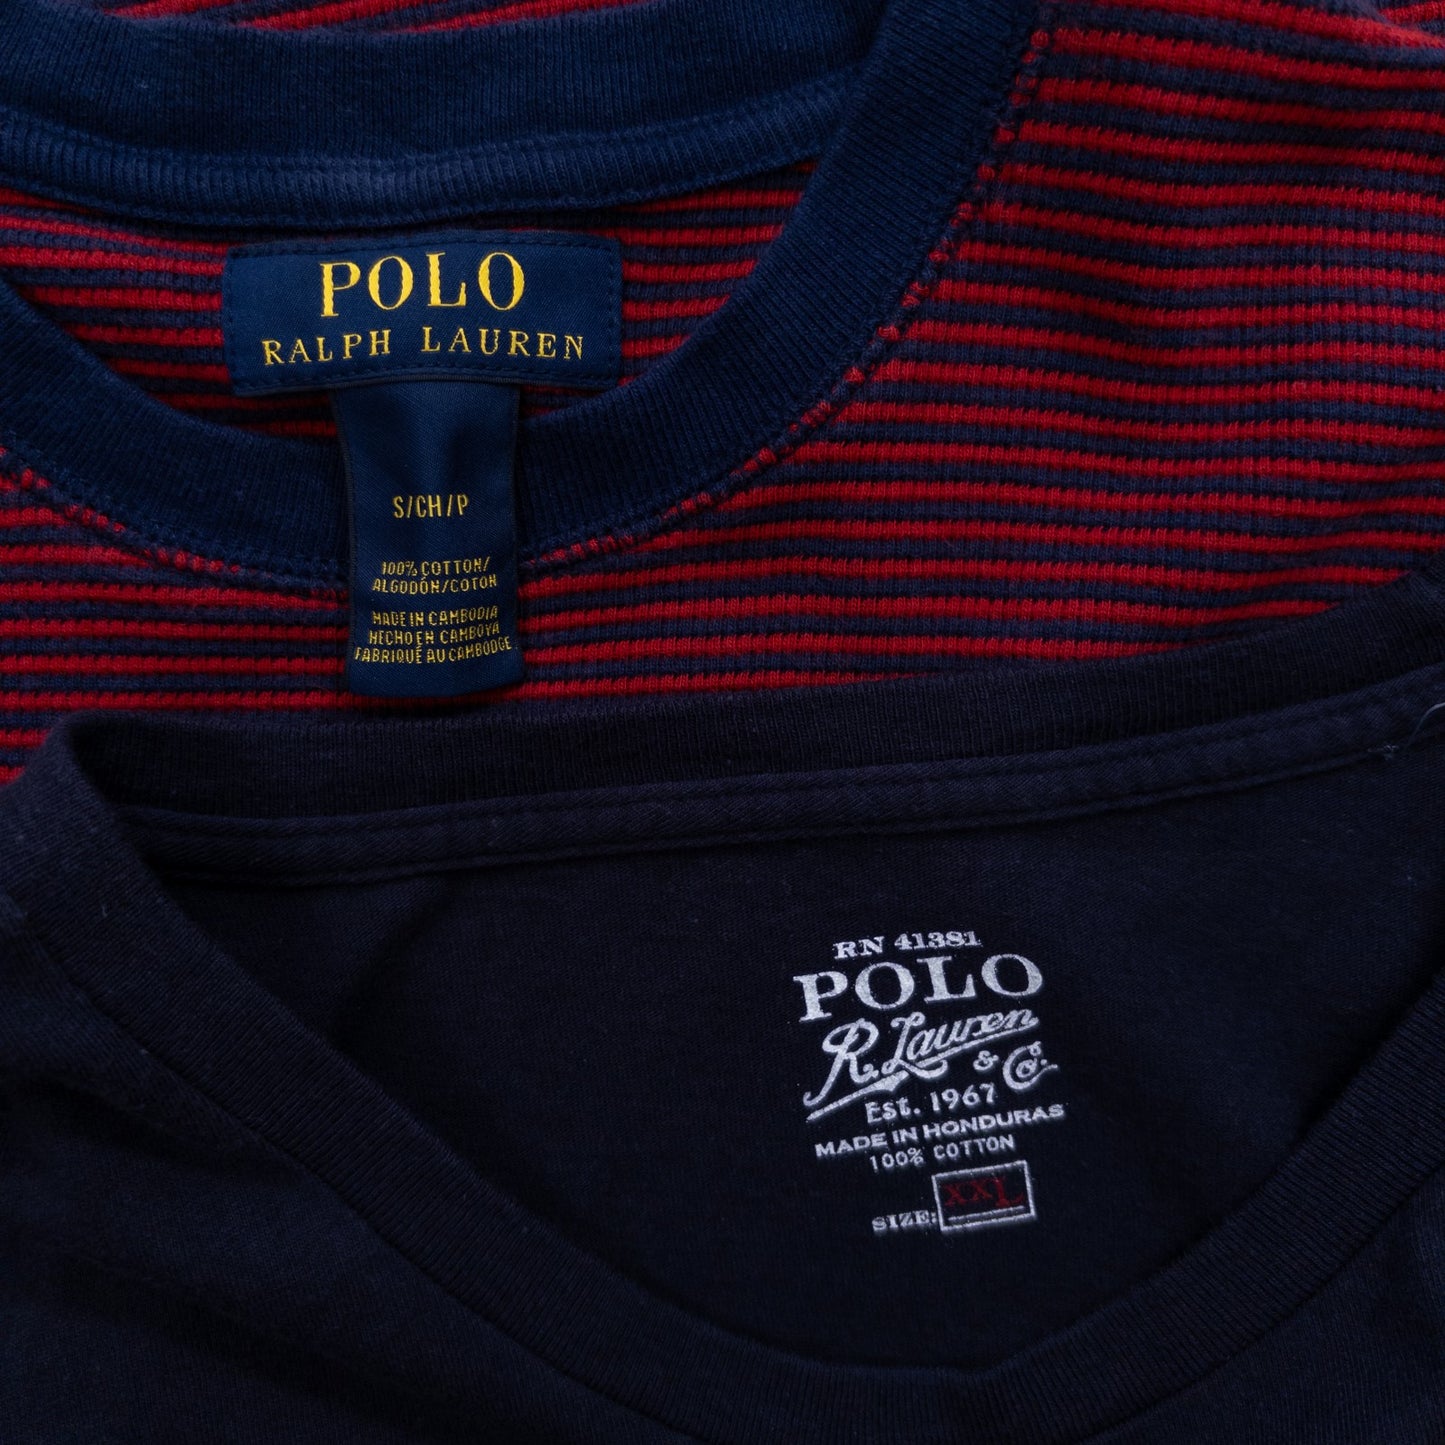 POLO
RALPH LAUREN
S/CH/P
100% COTTON/
ALGODÓN/COTON
MADE IN CAMBODIA
HECHO EN CAMBOYA
FABRIQUÉ AU CAMBODGE
RN 41381
POLO
R. Lauren
& Co.
Est. 1967
MADE IN HONDURAS
100% COTTON
SIZE: XXL